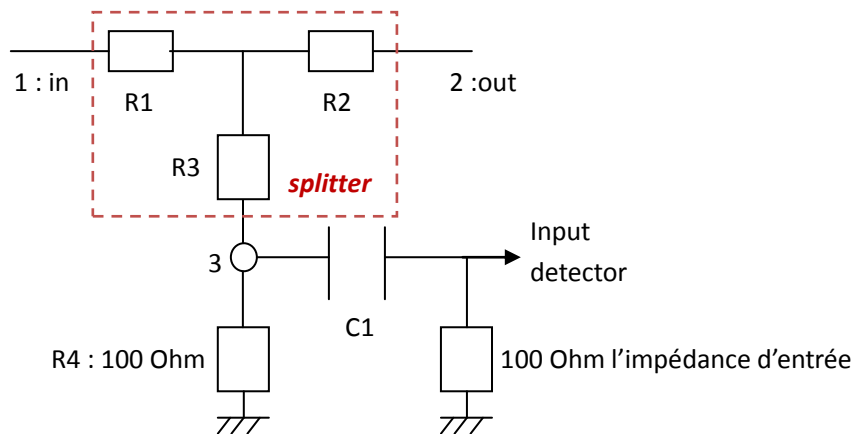 1 : in
R1
R2
2 :out
R3
splitter
3
Input
detector
C1
R4 : 100 Ohm
100 Ohm l’impédance d’entrée